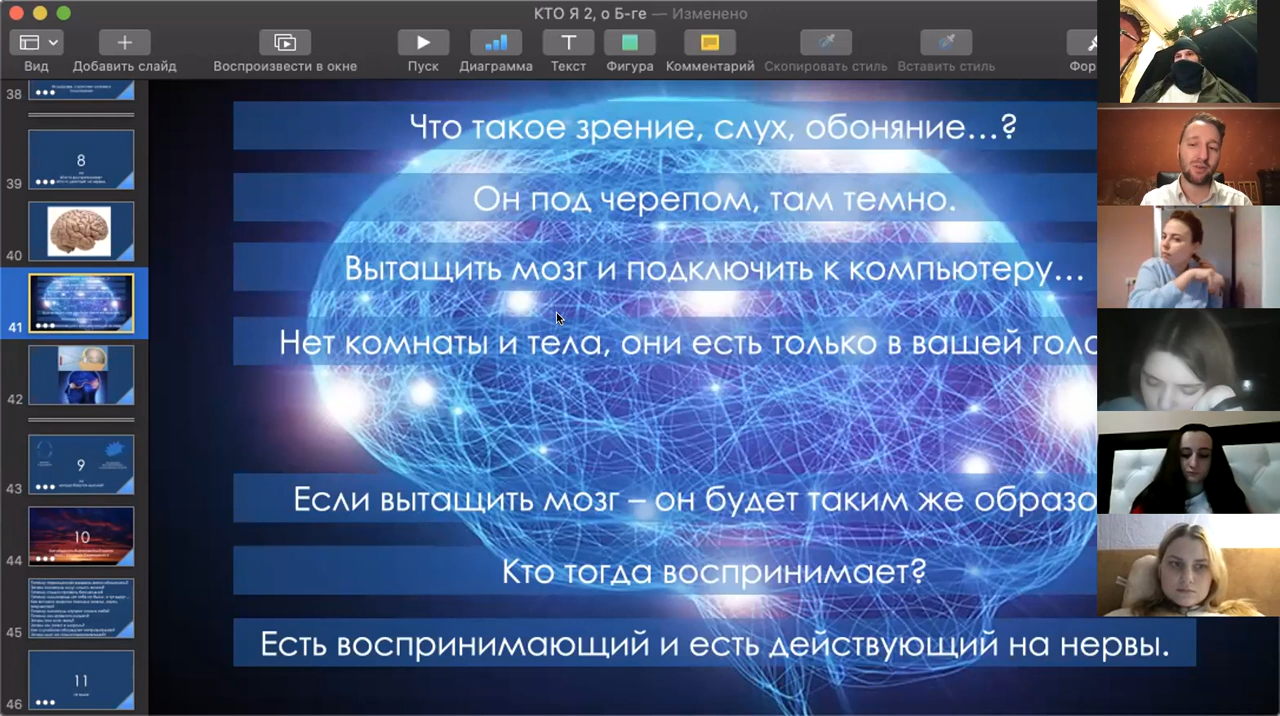 КТО Я 2, о Б-ге — Изменено
Вид
Добавить слайд
Воспроизвести в окне
Пуск
Диаграмма
Текст
Фигура
Комментарий
Скопировать стиль
Вставить стиль
Фор
38
39
8
40
41
42
43
9
44
10
45
46
11
Что такое зрение, слух, обоняние…?
Он под черепом, там темно.
Вытащить мозг и подключить к компьютеру…
Нет комнаты и тела, они есть только в вашей голо
Если вытащить мозг – он будет таким же образо
Кто тогда воспринимает?
Есть воспринимающий и есть действующий на нервы.